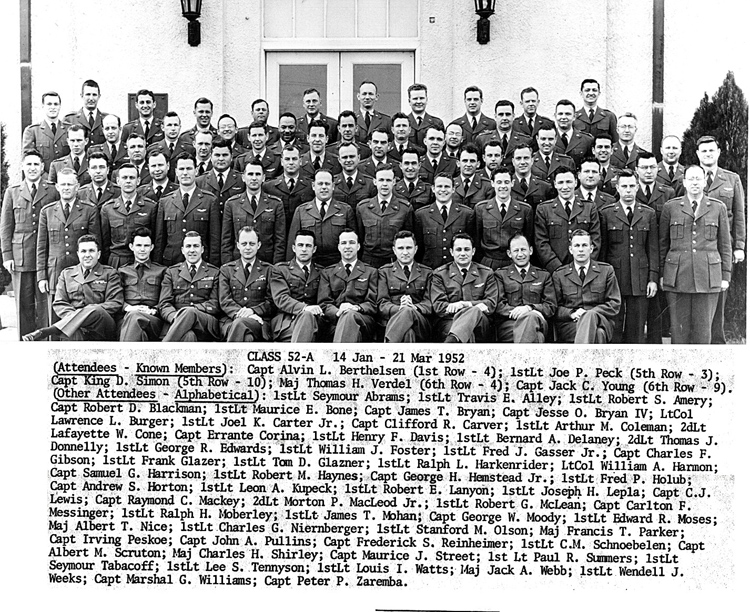 CLASS 52-A 14 Jan - 21 Mar 1952
(Attendees - Known Members): Capt Alvin L. Berthelsen (1st Row - 4); 1stLt Joe P. Peck (5th Row - 3);
Capt King D. Simon (5th Row - 10); Maj Thomas H. Verdel (6th Row - 4); Capt Jack C. Young (6th Row - 9).
(Other Attendees - Alphabetical): 1stLt Seymour Abrams; 1stLt Travis E. Alley; 1stLt Robert S. Amery;
Capt Robert D. Blackman; 1stLt Maurice E. Bone; Capt James T. Bryan; Capt Jesse O. Bryan IV; LtCol
Lawrence L. Burger; 1stLt Joel K. Carter Jr.; Capt Clifford R. Carver; 1stLt Arthur M. Coleman; 2dLt
Lafayette W. Cone; Capt Errante Corina; 1stLt Henry F. Davis; 1stLt Bernard A. Delaney; 2dLt Thomas J.
Donnelly; 1stLt George R. Edwards; 1stLt William J. Foster; 1stLt Fred J. Gasser Jr.; Capt Charles F.
Gibson; 1stLt Frank Glazer; 1stLt Tom D. Glazner; 1stLt Ralph L. Harkenrider; LtCol William A. Harmon;
Capt Samuel G. Harrison; 1stLt Robert M. Haynes; Capt George H. Hemstead Jr.; 1stLt Fred P. Holub;
Capt Andrew S. Horton; 1stLt Leon A. Kupeck; 1stLt Robert E. Lanyon; 1stLt Joseph H. Lepla; Capt C.J.
Lewis; Capt Raymond C. Mackey; 2dLt Morton P. MacLeod Jr.; 1stLt Robert G. McLean; Capt Carlton F.
Messinger; 1stLt Ralph H. Moberley; 1stLt James T. Mohan; Capt George W. Moody; 1stLt Edward R. Moses;
Maj Albert T. Nice; 1stLt Charles G. Niernberger; 1stLt Stanford M. Olson; Maj Francis T. Parker;
Capt Irving Peskoe; Capt John A. Pullins; Capt Frederick S. Reinheimer; 1stLt C.M. Schnoebelen; Capt
Albert M. Scruton; Maj Charles H. Shirley; Capt Maurice J. Street; 1st Lt Paul R. Summers; 1stLt
Seymour Tabacoff; 1stLt Lee S. Tennyson; 1stLt Louis I. Watts; Maj Jack A. Webb; 1stLt Wendell J.
Weeks; Capt Marshal G. Williams; Capt Peter P. Zaremba.